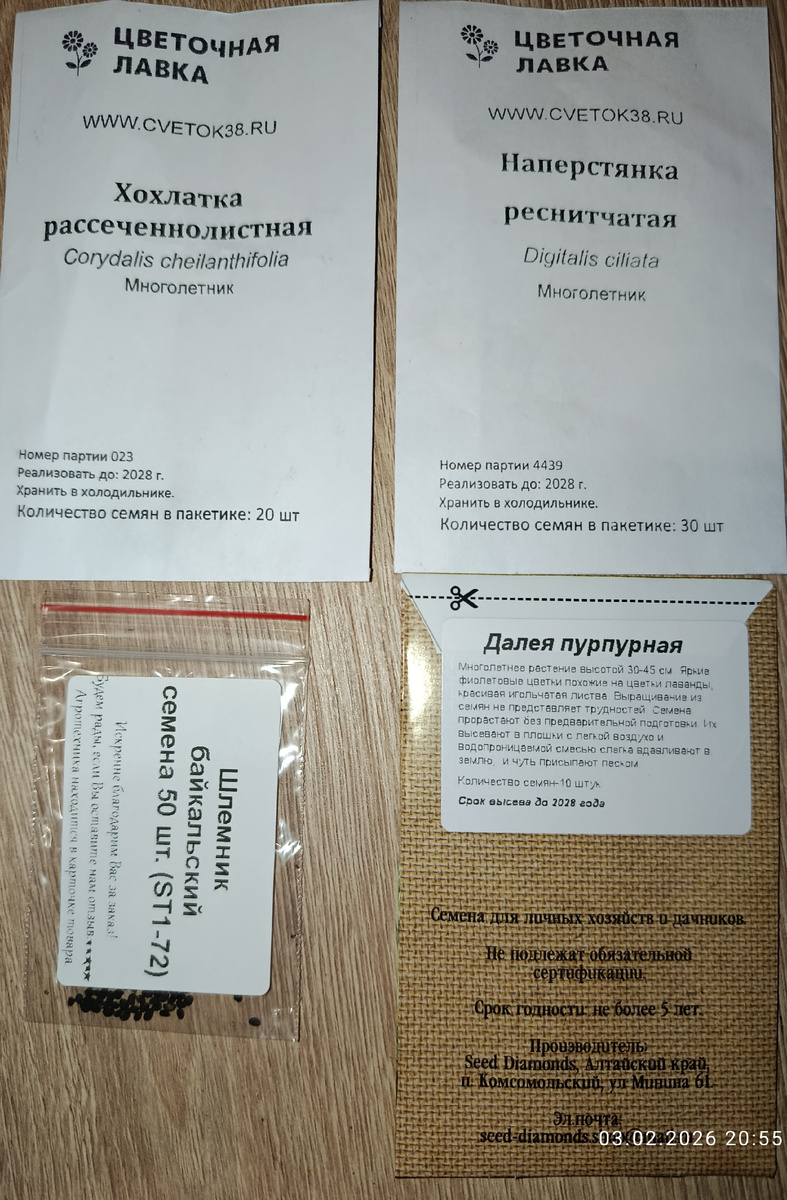 ЦВЕТОЧНАЯ
ЛАВКА
WWW.CVETOK38.RU
Хохлатка
рассеченнолистная
Corydalis cheilanthifolia
Многолетник
Номер партии 023
Реализовать до: 2028 г.
Хранить в холодильнике.
Количество семян в пакетике: 20 шт
ЦВЕТОЧНАЯ
ЛАВКА
WWW.CVETOK38.RU
Наперстянка
реснитчатая
Digitalis ciliata
Многолетник
Номер партии 4439
Реализовать до: 2028 г.
Хранить в холодильнике.
Количество семян в пакетике: 30 шт
Шлемник
байкальский
семена 50 шт. (ST1-72)
Искренне благодарим Вас за заказ!
Будем рады, если Вы оставите нам отзыв ★★★★★
Агротехника находится в карточке товара
Далея пурпурная
Многолетнее растение высотой 30-45 см. Яркие
фиолетовые цветки похожие на цветки лаванды,
красивая игольчатая листва. Выращивание из
семян не представляет трудностей. Семена
прорастают без предварительной подготовки. Их
высевают в плошки с легкой воздухо и
водопроницаемой смесью слегка вдавливают в
землю, и чуть присыпают песком
Количество семян-10 штук
Срок высева до 2028 года
Семена для личных хозяйств и дачников.
Не подлежат обязательной
сертификации.
Срок годности: не более 5 лет.
Производитель:
Seed Diamonds, Алтайский край,
п. Комсомольский, ул Минина 61.
Эл.почта:
seed-diamonds.
03.02.2026 20:55